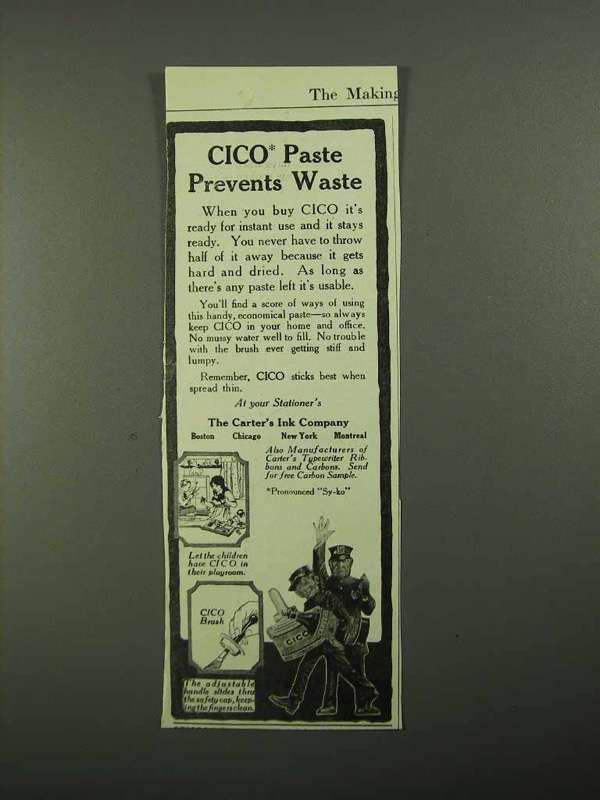 The Making
CICO* Paste
Prevents Waste
When you buy CICO it's
ready for instant use and it stays
ready. You never have to throw
half of it away because it gets
hard and dried. As long as
there's any paste left it's usable.
You'll find a score of ways of using
this handy, economical paste—so always
keep CICO in your home and office.
No mussy water well to fill. No trouble
with the brush ever getting stiff and
lumpy.
Remember, CICO sticks best when
spread thin.
At your Stationer's
The Carter's Ink Company
Boston Chicago New York Montreal
Also Manufacturers of
Carter's Typewriter Rib-
bons and Carbons. Send
for free Carbon Sample.
*Pronounced "Sy-ko"
Let the children
have CICO in
their playroom.
CICO
Brush
CICO
The adjustable
handle slides thru
the safety cap, keep-
ing the fingers clean.